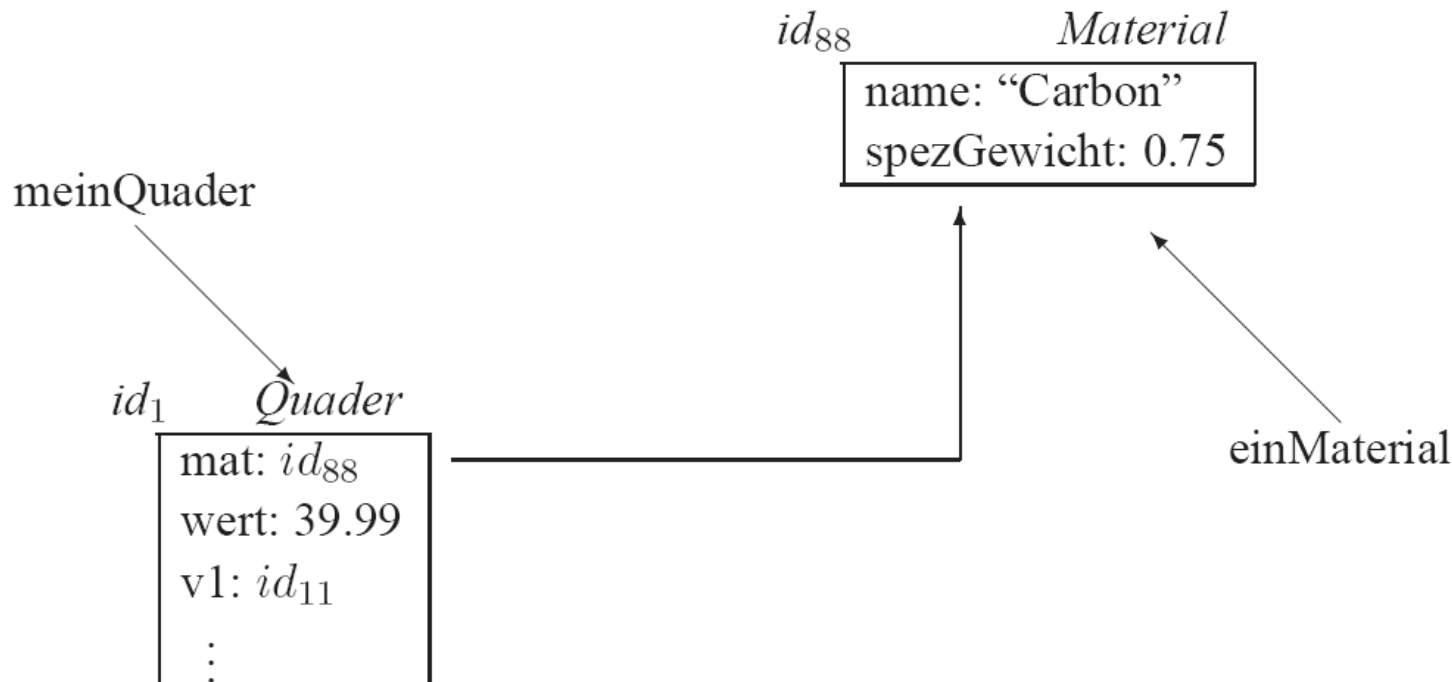 id₈₈ Material
name: “Carbon”
spezGewicht: 0.75
meinQuader
id₁ Quader
mat: id₈₈
wert: 39.99
v1: id₁₁
⋮
einMaterial